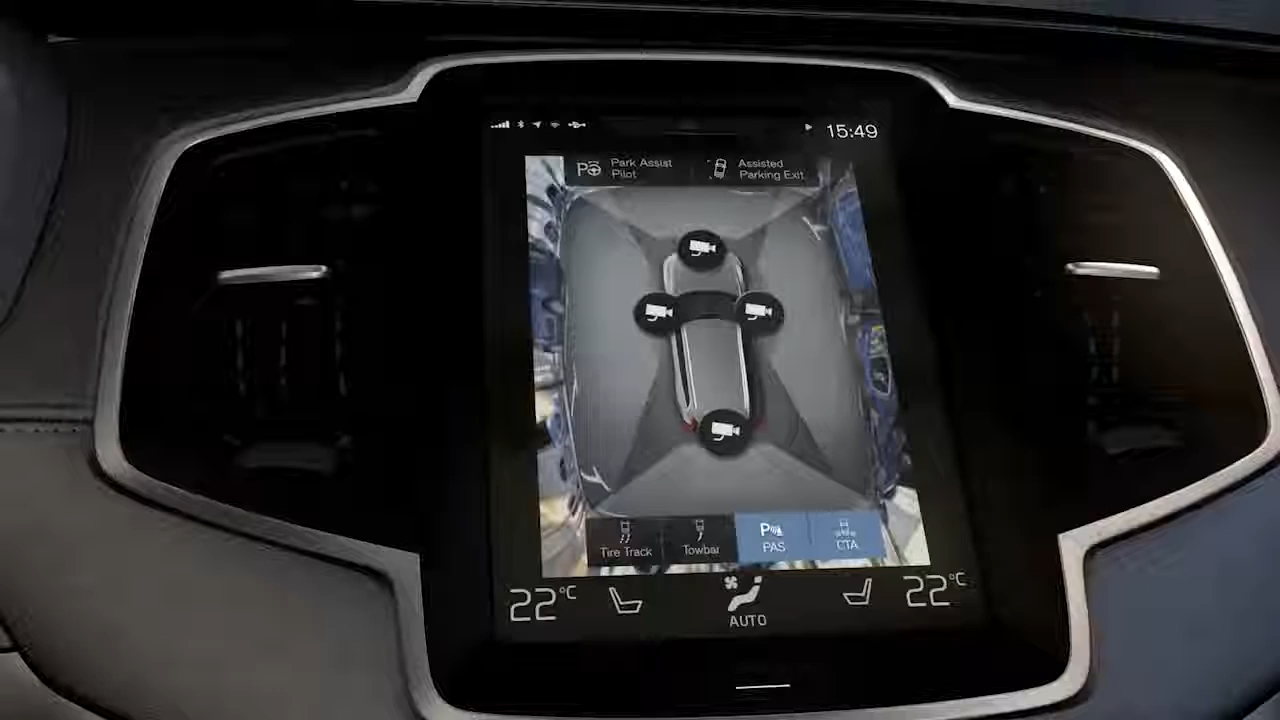 15:49
Park Assist
Pilot
Assisted
Parking Exit
Tire Track
Towbar
PAS
CTA
22°C
AUTO
22°C